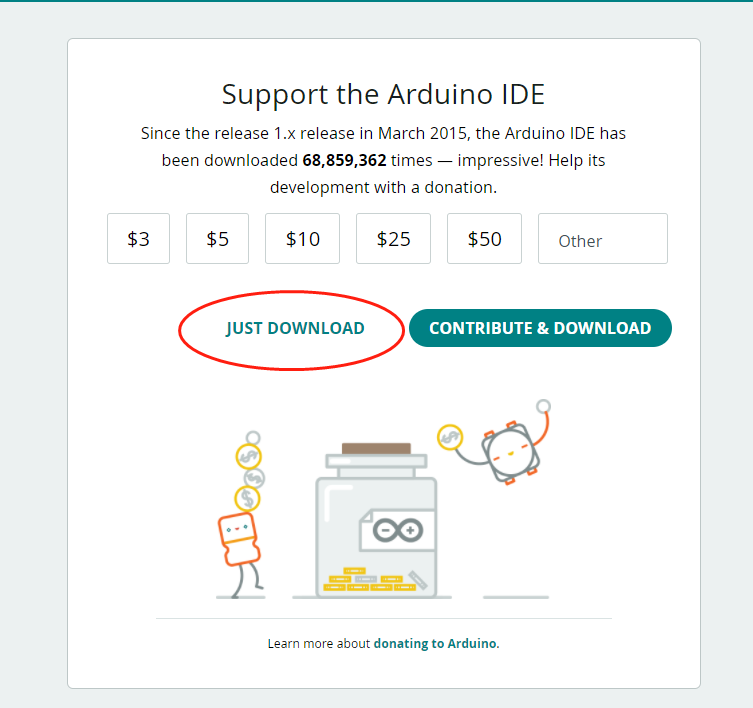 Support the Arduino IDE
Since the release 1.x release in March 2015, the Arduino IDE has
been downloaded 68,859,362 times — impressive! Help its
development with a donation.
$3 $5 $10 $25 $50 Other
JUST DOWNLOAD CONTRIBUTE & DOWNLOAD
Learn more about donating to Arduino.